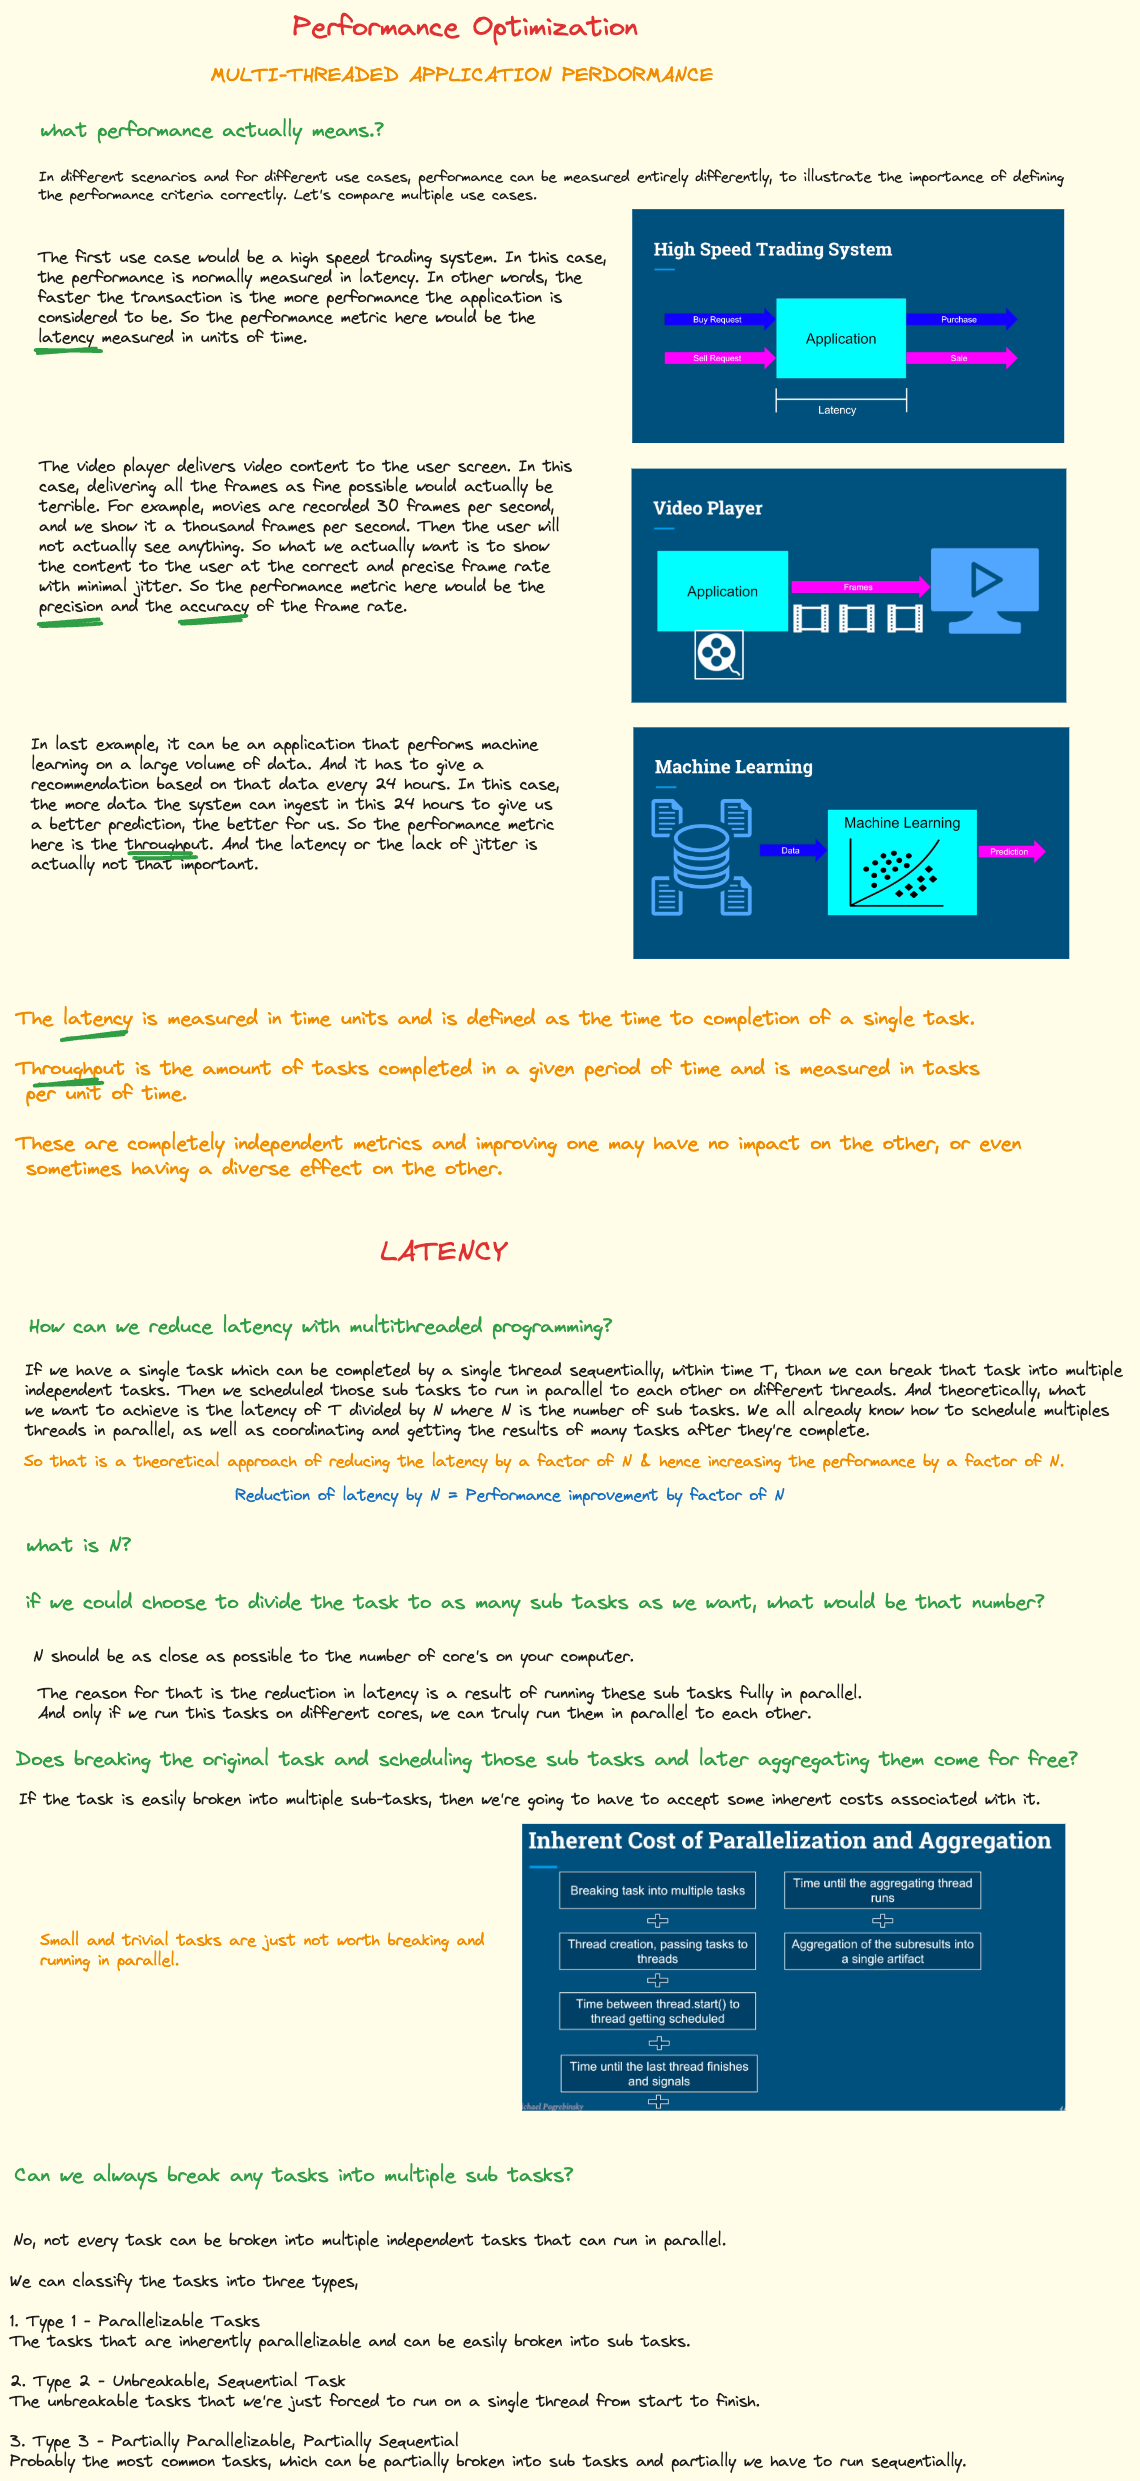 Performance Optimization
MULTI-THREADED APPLICATION PERDORMANCE
what performance actually means.?
In different scenarios and for different use cases, performance can be measured entirely differently, to illustrate the importance of defining
the performance criteria correctly. Let's compare multiple use cases.
The first use case would be a high speed trading system. In this case,
the performance is normally measured in latency. In other words, the
faster the transaction is the more performance the application is
considered to be. So the performance metric here would be the
latency measured in units of time.
High Speed Trading System
Buy Request
Application
Purchase
Sell Request
Sale
Latency
The video player delivers video content to the user screen. In this
case, delivering all the frames as fine possible would actually be
terrible. For example, movies are recorded 30 frames per second,
and we show it a thousand frames per second. Then the user will
not actually see anything. So what we actually want is to show
the content to the user at the correct and precise frame rate
with minimal jitter. So the performance metric here would be the
precision and the accuracy of the frame rate.
Video Player
Application
Frames
In last example, it can be an application that performs machine
learning on a large volume of data. And it has to give a
recommendation based on that data every 24 hours. In this case,
the more data the system can ingest in this 24 hours to give us
a better prediction, the better for us. So the performance metric
here is the throughput. And the latency or the lack of jitter is
actually not that important.
Machine Learning
Machine Learning
Data
Prediction
The latency is measured in time units and is defined as the time to completion of a single task.
Throughput is the amount of tasks completed in a given period of time and is measured in tasks
per unit of time.
These are completely independent metrics and improving one may have no impact on the other, or even
sometimes having a diverse effect on the other.
LATENCY
How can we reduce latency with multithreaded programming?
If we have a single task which can be completed by a single thread sequentially, within time T, than we can break that task into multiple
independent tasks. Then we scheduled those sub tasks to run in parallel to each other on different threads. And theoretically, what
we want to achieve is the latency of T divided by N where N is the number of sub tasks. We all already know how to schedule multiples
threads in parallel, as well as coordinating and getting the results of many tasks after they're complete.
So that is a theoretical approach of reducing the latency by a factor of N & hence increasing the performance by a factor of N.
Reduction of latency by N = Performance improvement by factor of N
what is N?
if we could choose to divide the task to as many sub tasks as we want, what would be that number?
N should be as close as possible to the number of core's on your computer.
The reason for that is the reduction in latency is a result of running these sub tasks fully in parallel.
And only if we run this tasks on different cores, we can truly run them in parallel to each other.
Does breaking the original task and scheduling those sub tasks and later aggregating them come for free?
If the task is easily broken into multiple sub-tasks, then we're going to have to accept some inherent costs associated with it.
Small and trivial tasks are just not worth breaking and
running in parallel.
Inherent Cost of Parallelization and Aggregation
Breaking task into multiple tasks
Thread creation, passing tasks to
threads
Time between thread.start() to
thread getting scheduled
Time until the last thread finishes
and signals
Time until the aggregating thread
runs
Aggregation of the subresults into
a single artifact
chael Pogrebinsky
Can we always break any tasks into multiple sub tasks?
No, not every task can be broken into multiple independent tasks that can run in parallel.
We can classify the tasks into three types,
1. Type 1 - Parallelizable Tasks
The tasks that are inherently parallelizable and can be easily broken into sub tasks.
2. Type 2 - Unbreakable, Sequential Task
The unbreakable tasks that we're just forced to run on a single thread from start to finish.
3. Type 3 - Partially Parallelizable, Partially Sequential
Probably the most common tasks, which can be partially broken into sub tasks and partially we have to run sequentially.